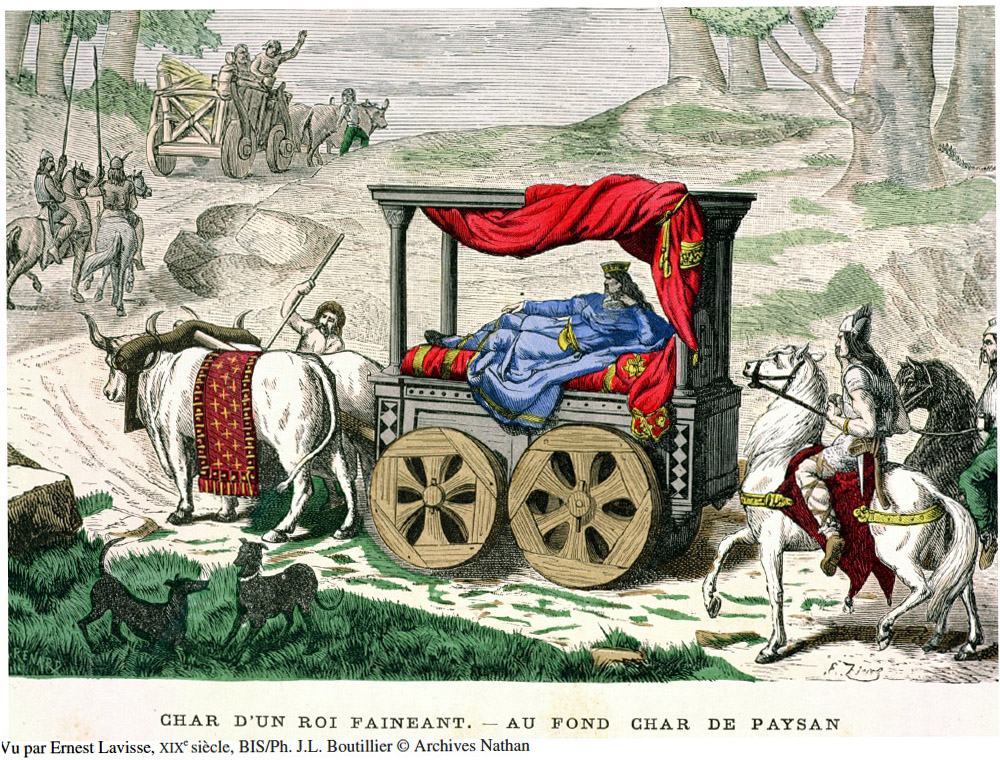 F. Zier
CHAR D'UN ROI FAINEANT. — AU FOND CHAR DE PAYSAN
Vu par Ernest Lavisse, XIXe siècle, BIS/Ph. J.L. Boutillier © Archives Nathan